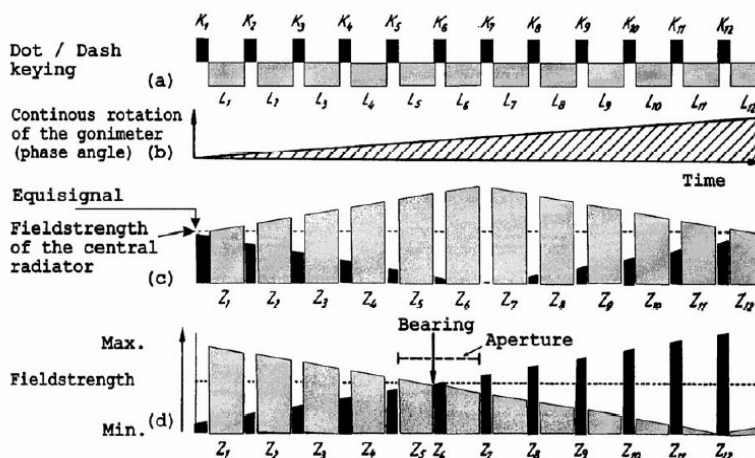 K1 K2 K3 K4 K5 K6 K7 K8 K9 K10 K11 K12
Dot / Dash
keying
(a)
L1 L2 L3 L4 L5 L6 L7 L8 L9 L10 L11 L12
Continous rotation
of the gonimeter
(phase angle) (b)
Time
Equisignal
Fieldstrength
of the central
radiator
(c)
Z1 Z2 Z3 Z4 Z5 Z6 Z7 Z8 Z9 Z10 Z11 Z12
Bearing
Aperture
Max.
Fieldstrength
Min. (d)
Z1 Z2 Z3 Z4 Z5 Z6 Z7 Z8 Z9 Z10 Z11 Z12